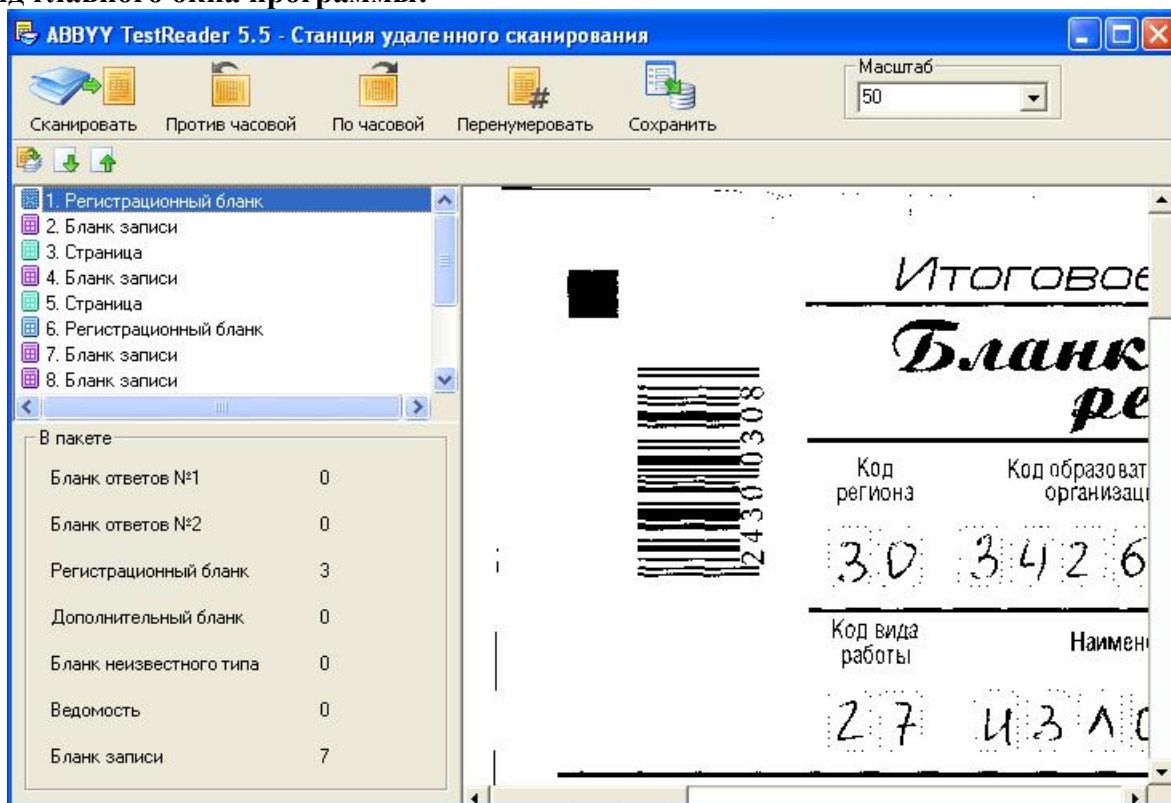 вид главного окна программы.
ABBYY TestReader 5.5 - Станция удаленного сканирования
Сканировать
Против часовой
По часовой
Перенумеровать
Сохранить
Масштаб
50
1. Регистрационный бланк
2. Бланк записи
3. Страница
4. Бланк записи
5. Страница
6. Регистрационный бланк
7. Бланк записи
8. Бланк записи
В пакете
Бланк ответов №1 0
Бланк ответов №2 0
Регистрационный бланк 3
Дополнительный бланк 0
Бланк неизвестного типа 0
Ведомость 0
Бланк записи 7
Итоговое
Бланк
ре
2430030308
Код региона
Код образоват
организаци
30 3426
Код вида
работы
Наимен
27 ИЗЛО